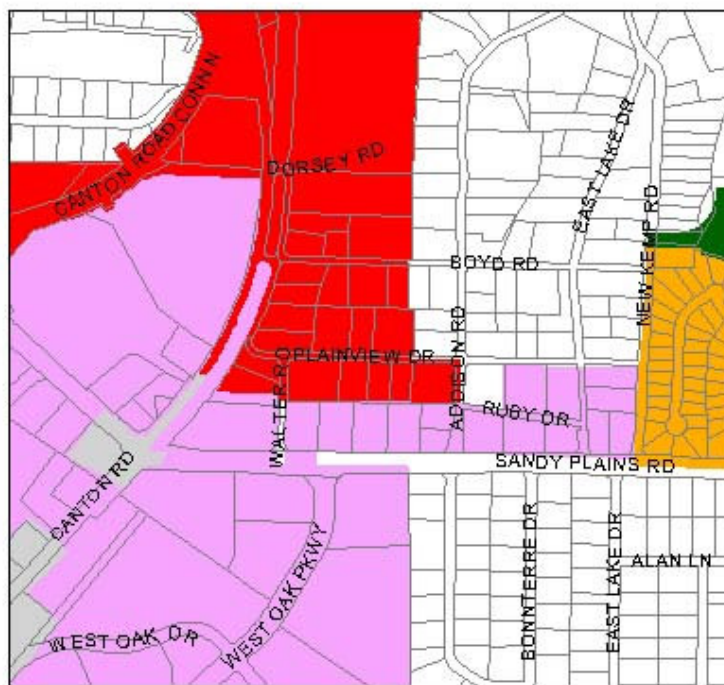 CANTON ROAD CONN N
DORSEY RD
EAST LAKE DR
NEW KEMP RD
BOYD RD
PLAINVIEW DR
WALTER RD
ADDISON RD
RUBY DR
SANDY PLAINS RD
CANTON RD
WEST OAK DR
WEST OAK PKWY
BONNTERRE DR
EAST LAKE DR
ALAN LN